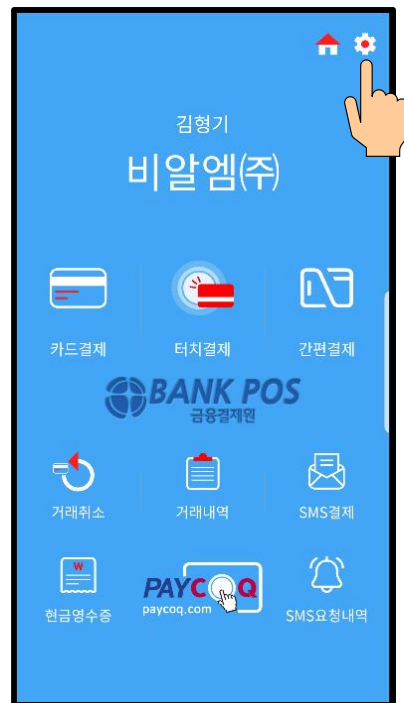 김형기
비알엠㈜
카드결제
터치결제
간편결제
BANK POS
금융결제원
거래취소
거래내역
SMS결제
W
현금영수증
PAYCOQ
paycoq.com
SMS요청내역